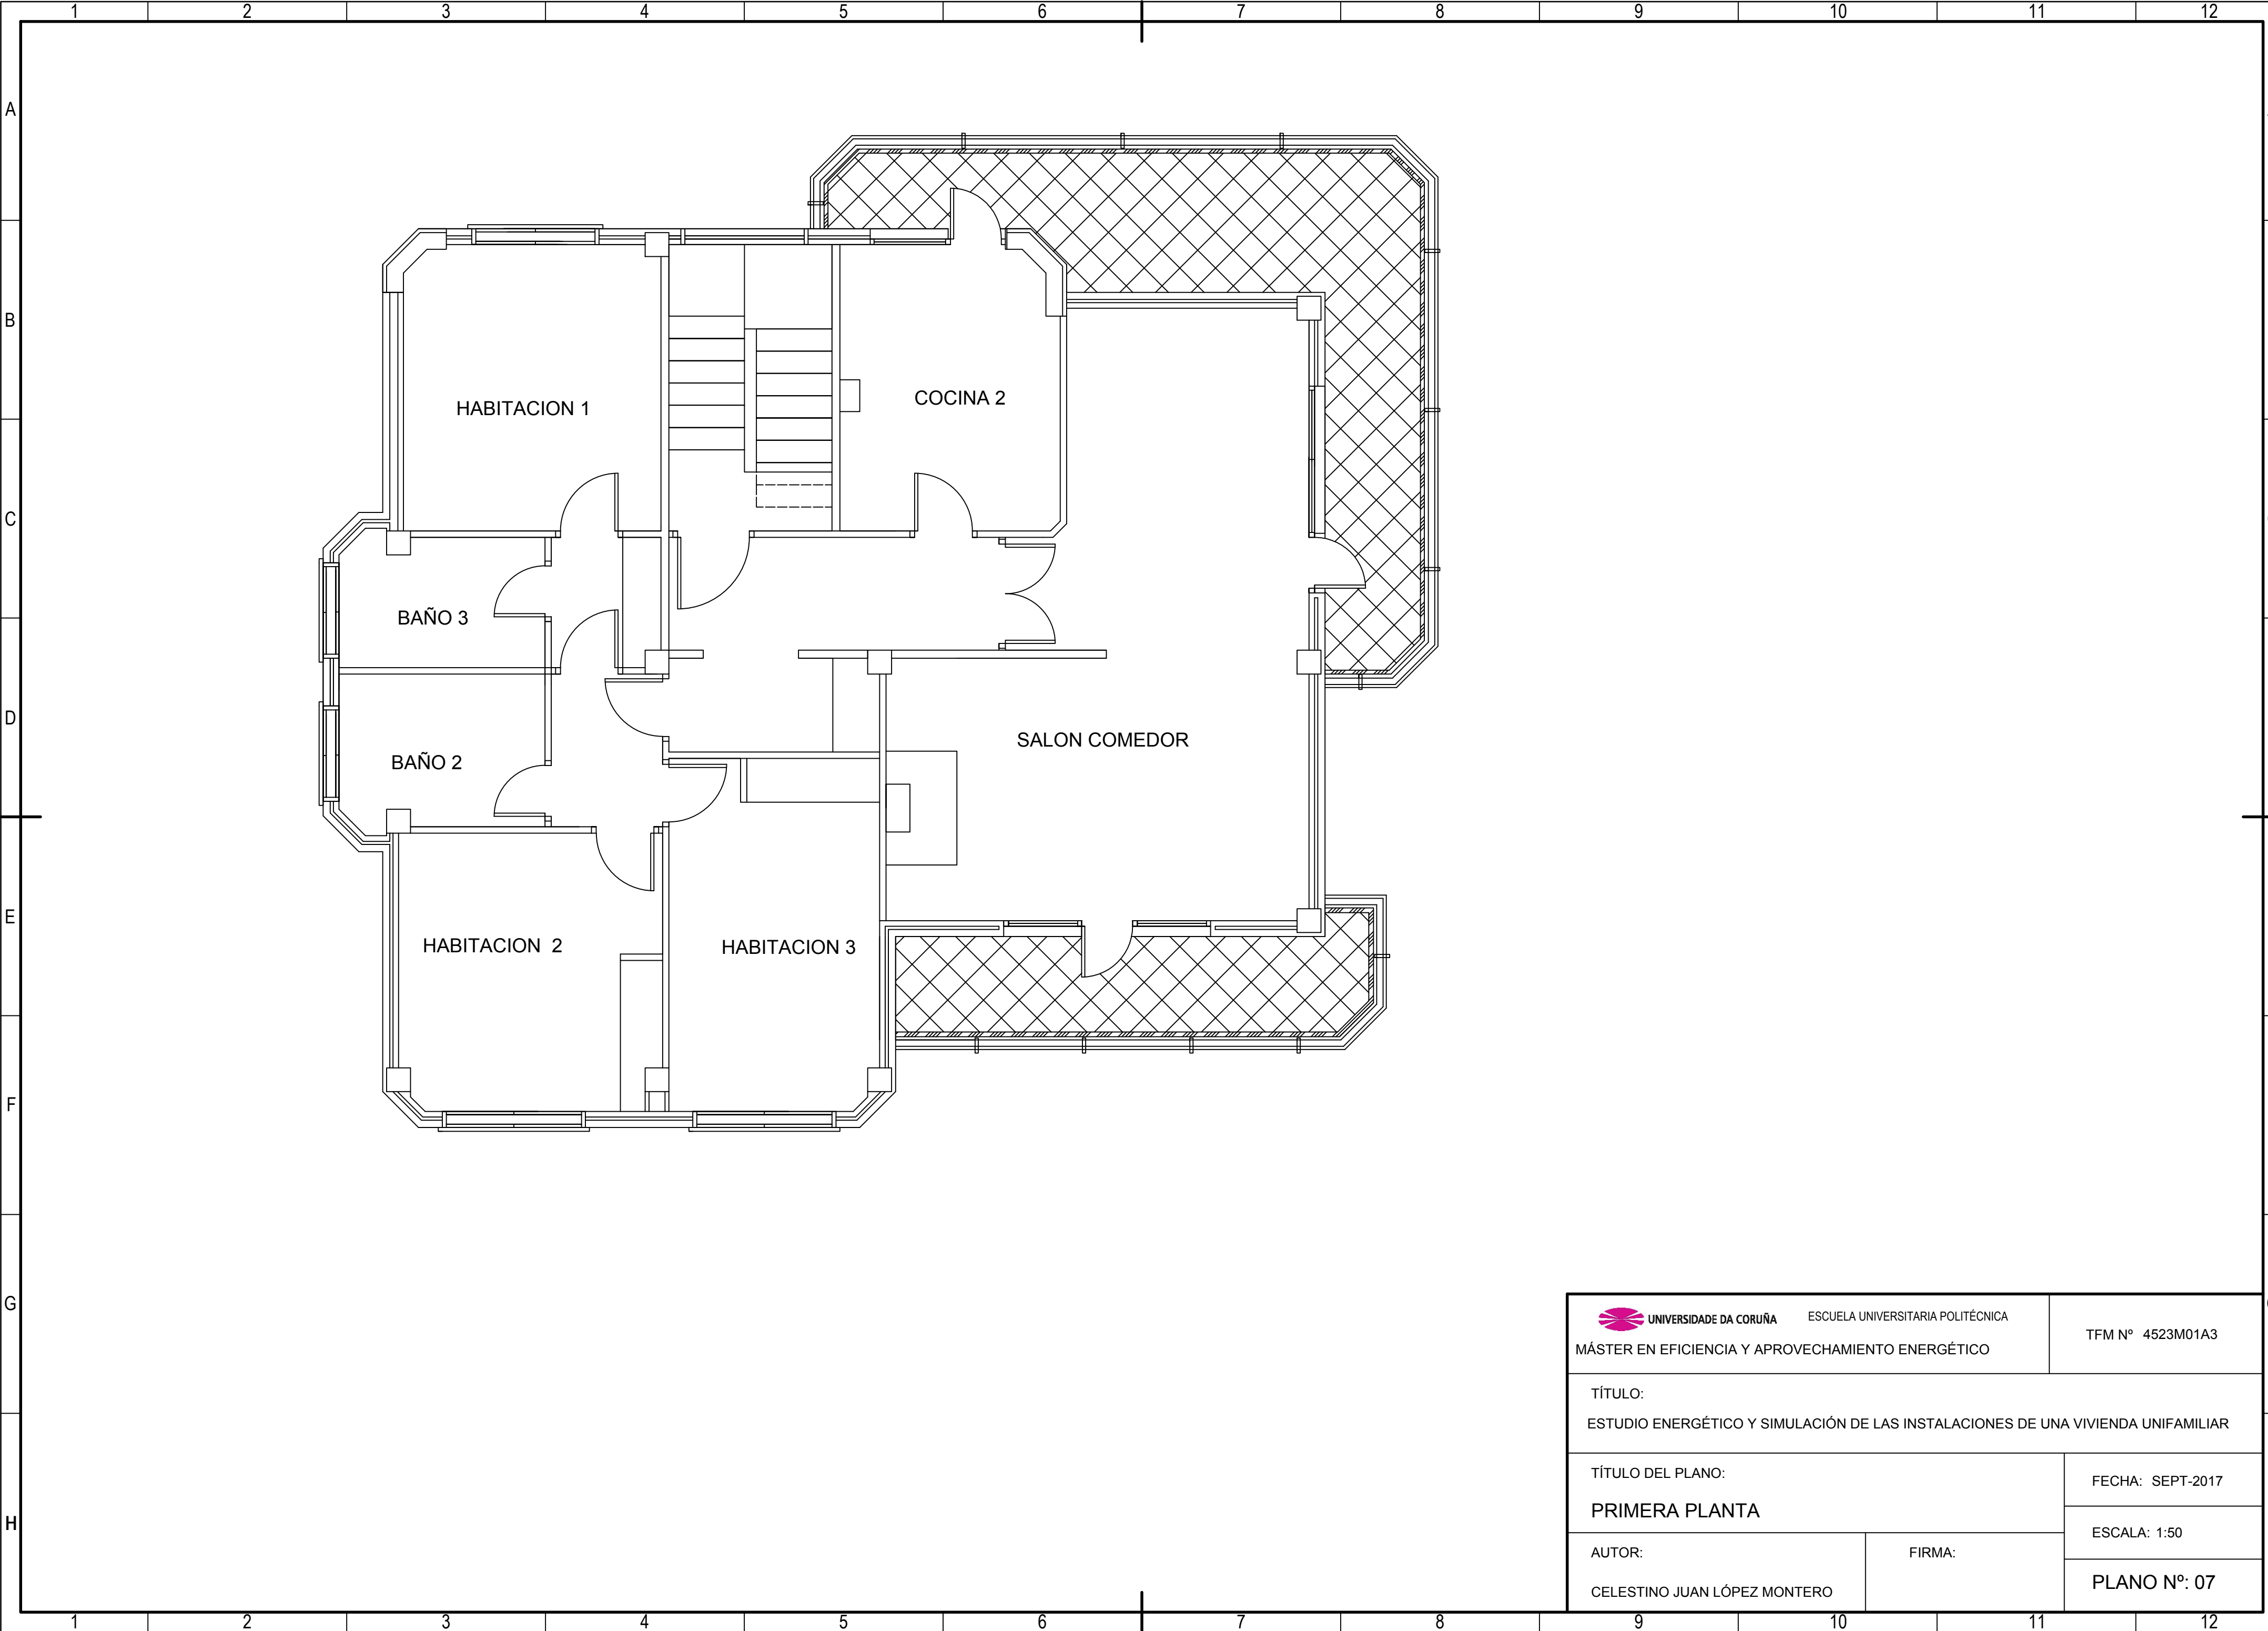 1 2 3 4 5 6 7 8 9 10 11 12
A
B
C
D
E
F
G
H
HABITACION 1
COCINA 2
BAÑO 3
BAÑO 2
SALON COMEDOR
HABITACION 2
HABITACION 3
UNIVERSIDADE DA CORUÑA ESCUELA UNIVERSITARIA POLITÉCNICA
MÁSTER EN EFICIENCIA Y APROVECHAMIENTO ENERGÉTICO
TFM Nº 4523M01A3
TÍTULO:
ESTUDIO ENERGÉTICO Y SIMULACIÓN DE LAS INSTALACIONES DE UNA VIVIENDA UNIFAMILIAR
TÍTULO DEL PLANO:
PRIMERA PLANTA
FECHA: SEPT-2017
ESCALA: 1:50
PLANO Nº: 07
AUTOR:
CELESTINO JUAN LÓPEZ MONTERO
FIRMA:
1 2 3 4 5 6 7 8 9 10 11 12